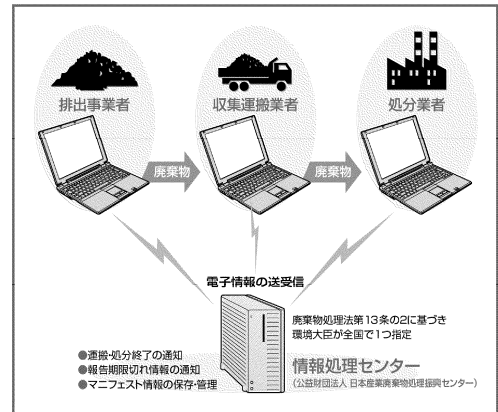 排出事業者
収集運搬業者
処分業者
廃棄物
廃棄物
電子情報の送受信
廃棄物処理法第13条の2に基づき
環境大臣が全国で1つ指定
●運搬・処分終了の通知
●報告期限切れ情報の通知
●マニフェスト情報の保存・管理
情報処理センター
（公益財団法人 日本産業廃棄物処理振興センター）